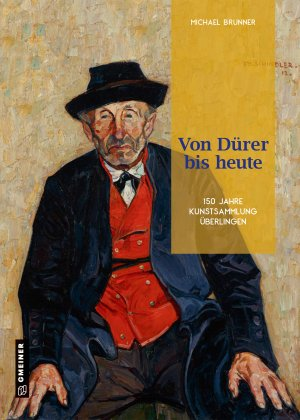 MICHAEL BRUNNER
Von Dürer
bis heute
150 JAHRE
KUNSTSAMMLUNG
ÜBERLINGEN
GMEINER